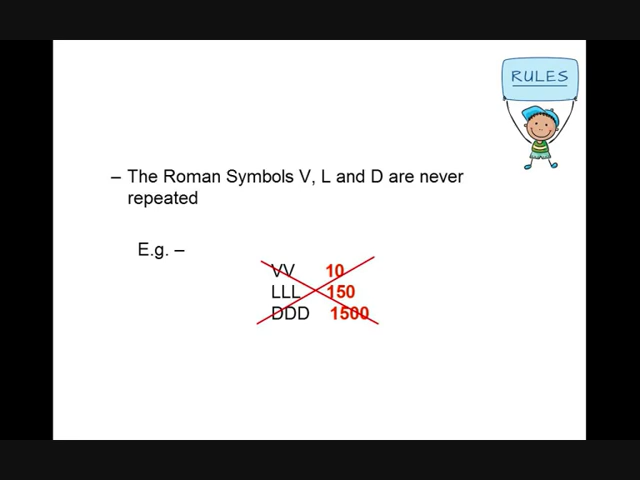 RULES
– The Roman Symbols V, L and D are never
repeated
E.g. –
VV 10
LLL 150
DDD 1500